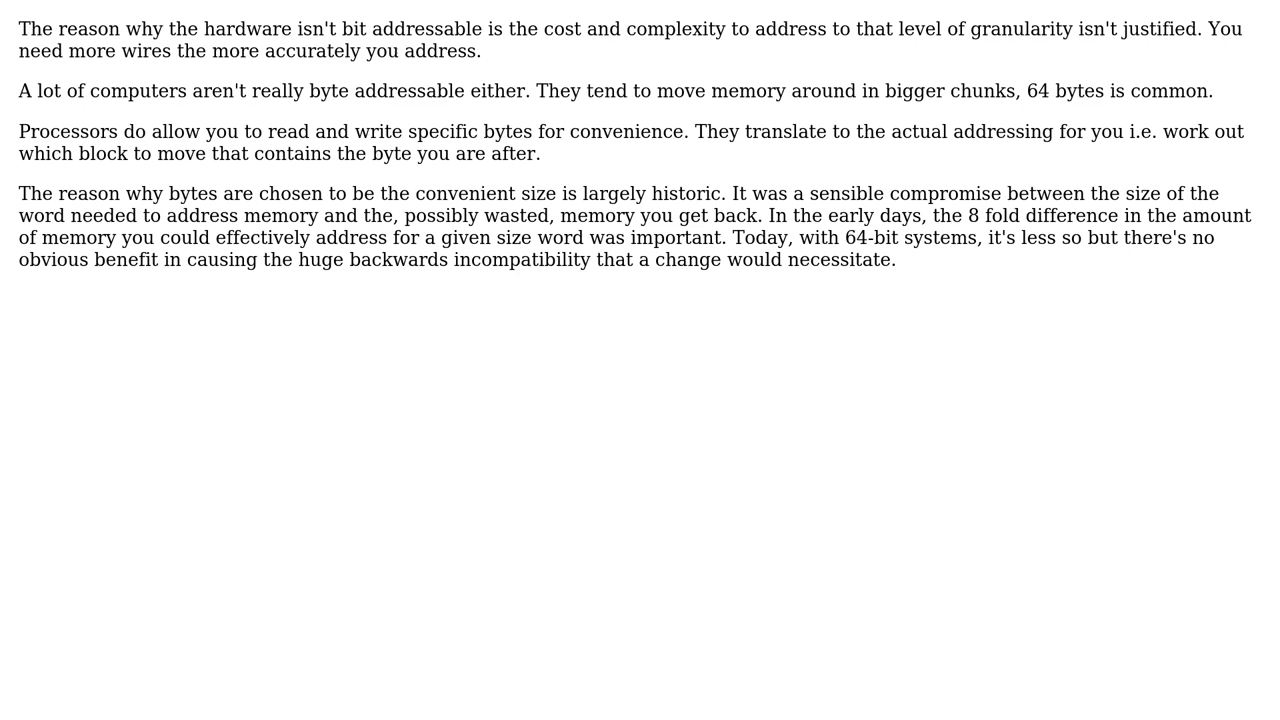 The reason why the hardware isn't bit addressable is the cost and complexity to address to that level of granularity isn't justified. You
need more wires the more accurately you address.
A lot of computers aren't really byte addressable either. They tend to move memory around in bigger chunks, 64 bytes is common.
Processors do allow you to read and write specific bytes for convenience. They translate to the actual addressing for you i.e. work out
which block to move that contains the byte you are after.
The reason why bytes are chosen to be the convenient size is largely historic. It was a sensible compromise between the size of the
word needed to address memory and the, possibly wasted, memory you get back. In the early days, the 8 fold difference in the amount
of memory you could effectively address for a given size word was important. Today, with 64-bit systems, it's less so but there's no
obvious benefit in causing the huge backwards incompatibility that a change would necessitate.